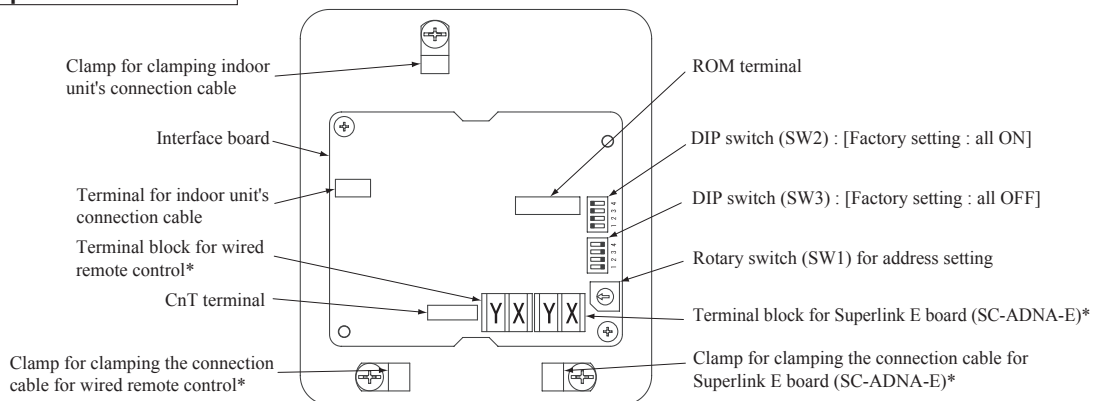 Clamp for clamping indoor
unit's connection cable
Interface board
Terminal for indoor unit's
connection cable
Terminal block for wired
remote control*
CnT terminal
Clamp for clamping the connection
cable for wired remote control*
Y X Y X
1 2 3 4
1 2 3 4
ROM terminal
DIP switch (SW2) : [Factory setting : all ON]
DIP switch (SW3) : [Factory setting : all OFF]
Rotary switch (SW1) for address setting
Terminal block for Superlink E board (SC-ADNA-E)*
Clamp for clamping the connection cable for
Superlink E board (SC-ADNA-E)*